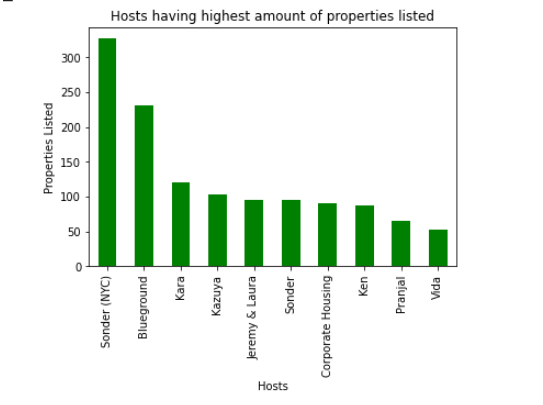 Hosts having highest amount of properties listed
Properties Listed
300
250
200
150
100
50
0
Sonder (NYC)
Blueground
Kara
Kazuya
Jeremy & Laura
Sonder
Corporate Housing
Ken
Pranjal
Vida
Hosts